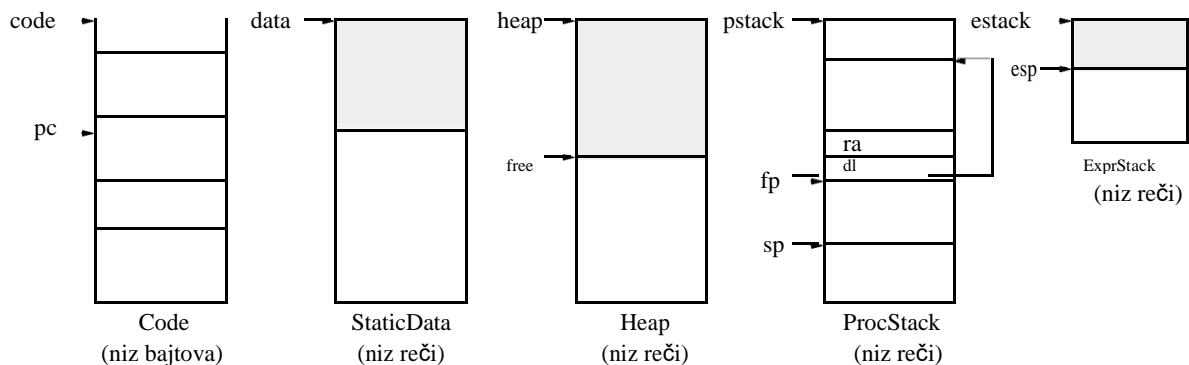 code
data
heap
pstack
estack
esp
pc
ra
free
dl
fp
sp
ExprStack
(niz reči)
Code
(niz bajtova)
StaticData
(niz reči)
Heap
(niz reči)
ProcStack
(niz reči)